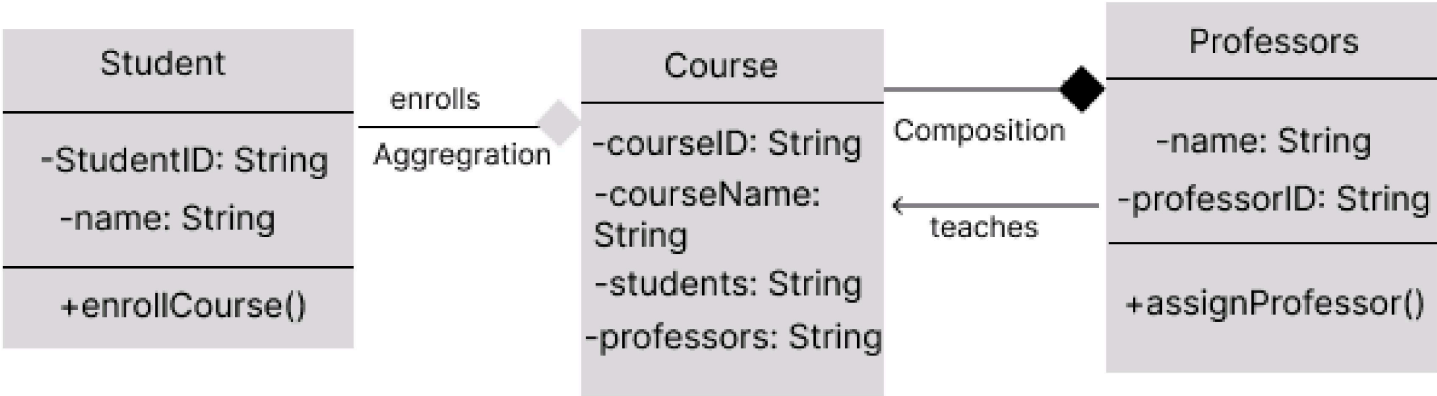 Student
-StudentID: String
-name: String
+enrollCourse()
enrolls
Aggregration
Course
-courseID: String
-courseName:
String
-students: String
-professors: String
Composition
teaches
Professors
-name: String
-professorID: String
+assignProfessor()